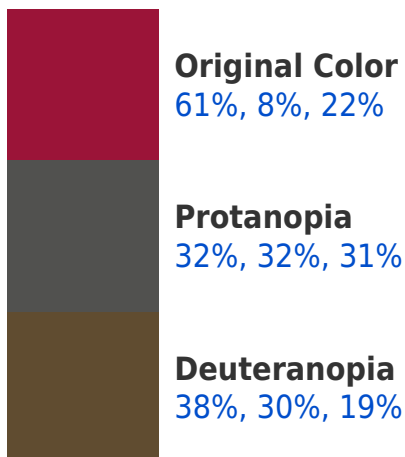 Original Color
61%, 8%, 22%
Protanopia
32%, 32%, 31%
Deuteranopia
38%, 30%, 19%